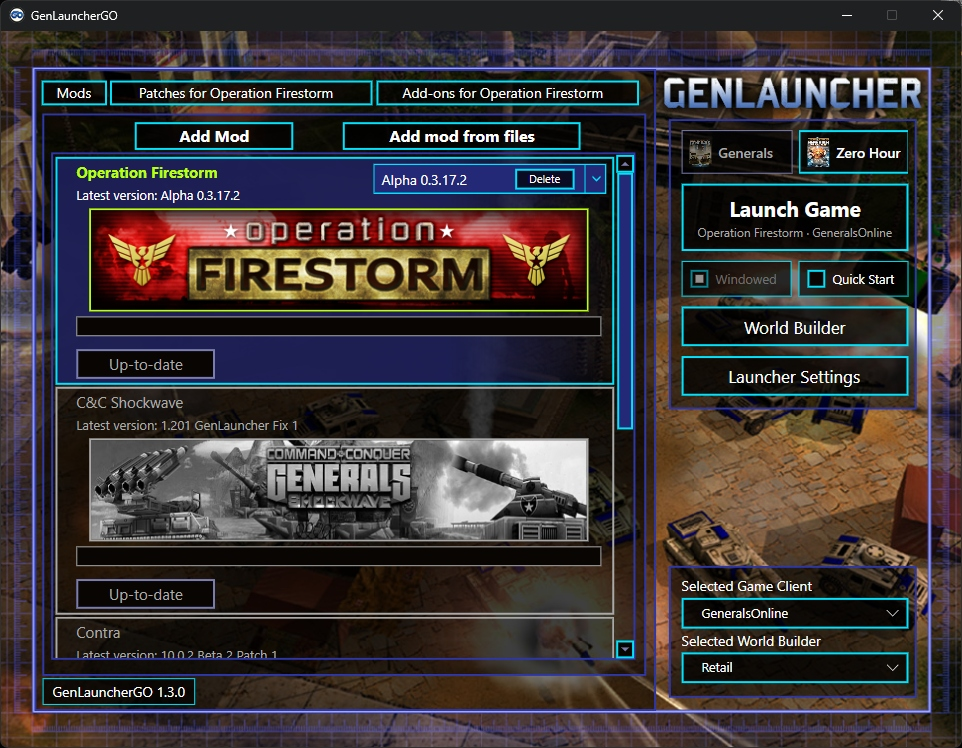 GenLauncherGO
Mods
Patches for Operation Firestorm
Add-ons for Operation Firestorm
GENLAUNCHER
Add Mod
Add mod from files
Generals
Zero Hour
Operation Firestorm
Alpha 0.3.17.2
Delete
Latest version: Alpha 0.3.17.2
operation
FIRESTORM
Launch Game
Operation Firestorm · GeneralsOnline
Windowed
Quick Start
World Builder
Up-to-date
Launcher Settings
C&C Shockwave
Latest version: 1.201 GenLauncher Fix 1
COMMAND & CONQUER
GENERALS
SHOCKWAVE
Up-to-date
Contra
Latest version: 10.0.2 Beta 2 Patch 1
Selected Game Client
GeneralsOnline
Selected World Builder
Retail
GenLauncherGO 1.3.0